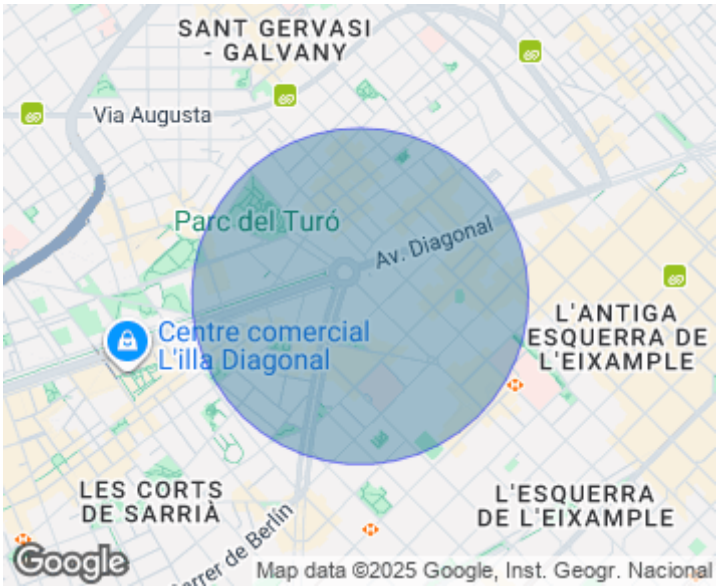 SANT GERVASI
- GALVANY
Via Augusta
Parc del Turó
Av. Diagonal
Centre comercial
L'illa Diagonal
L'ANTIGA
ESQUERRA DE
L'EIXAMPLE
LES CORTS
DE SARRIÀ
L'ESQUERRA
DE L'EIXAMPLE
rrer de Berlín
Google
Map data ©2025 Google, Inst. Geogr. Nacional